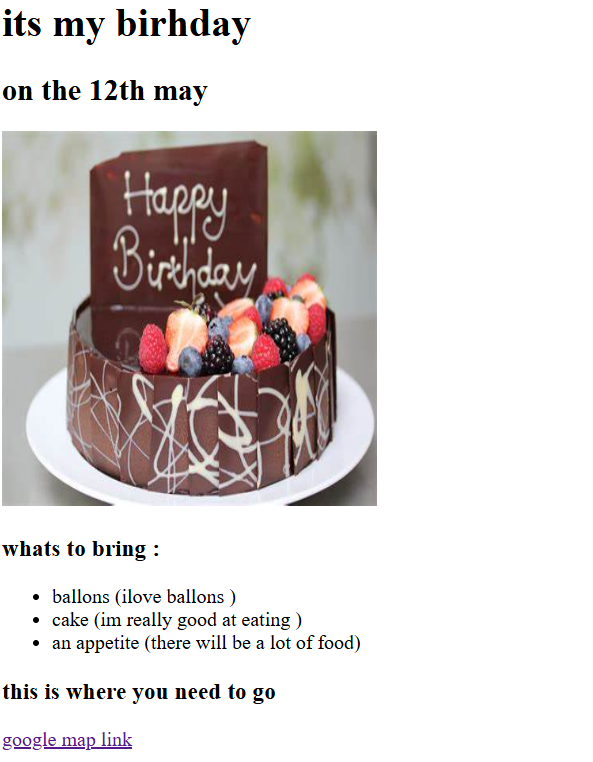 its my birhday
on the 12th may
Happy
Birthday
whats to bring :
ballons (ilove ballons )
cake (im really good at eating )
an appetite (there will be a lot of food)
this is where you need to go
google map link